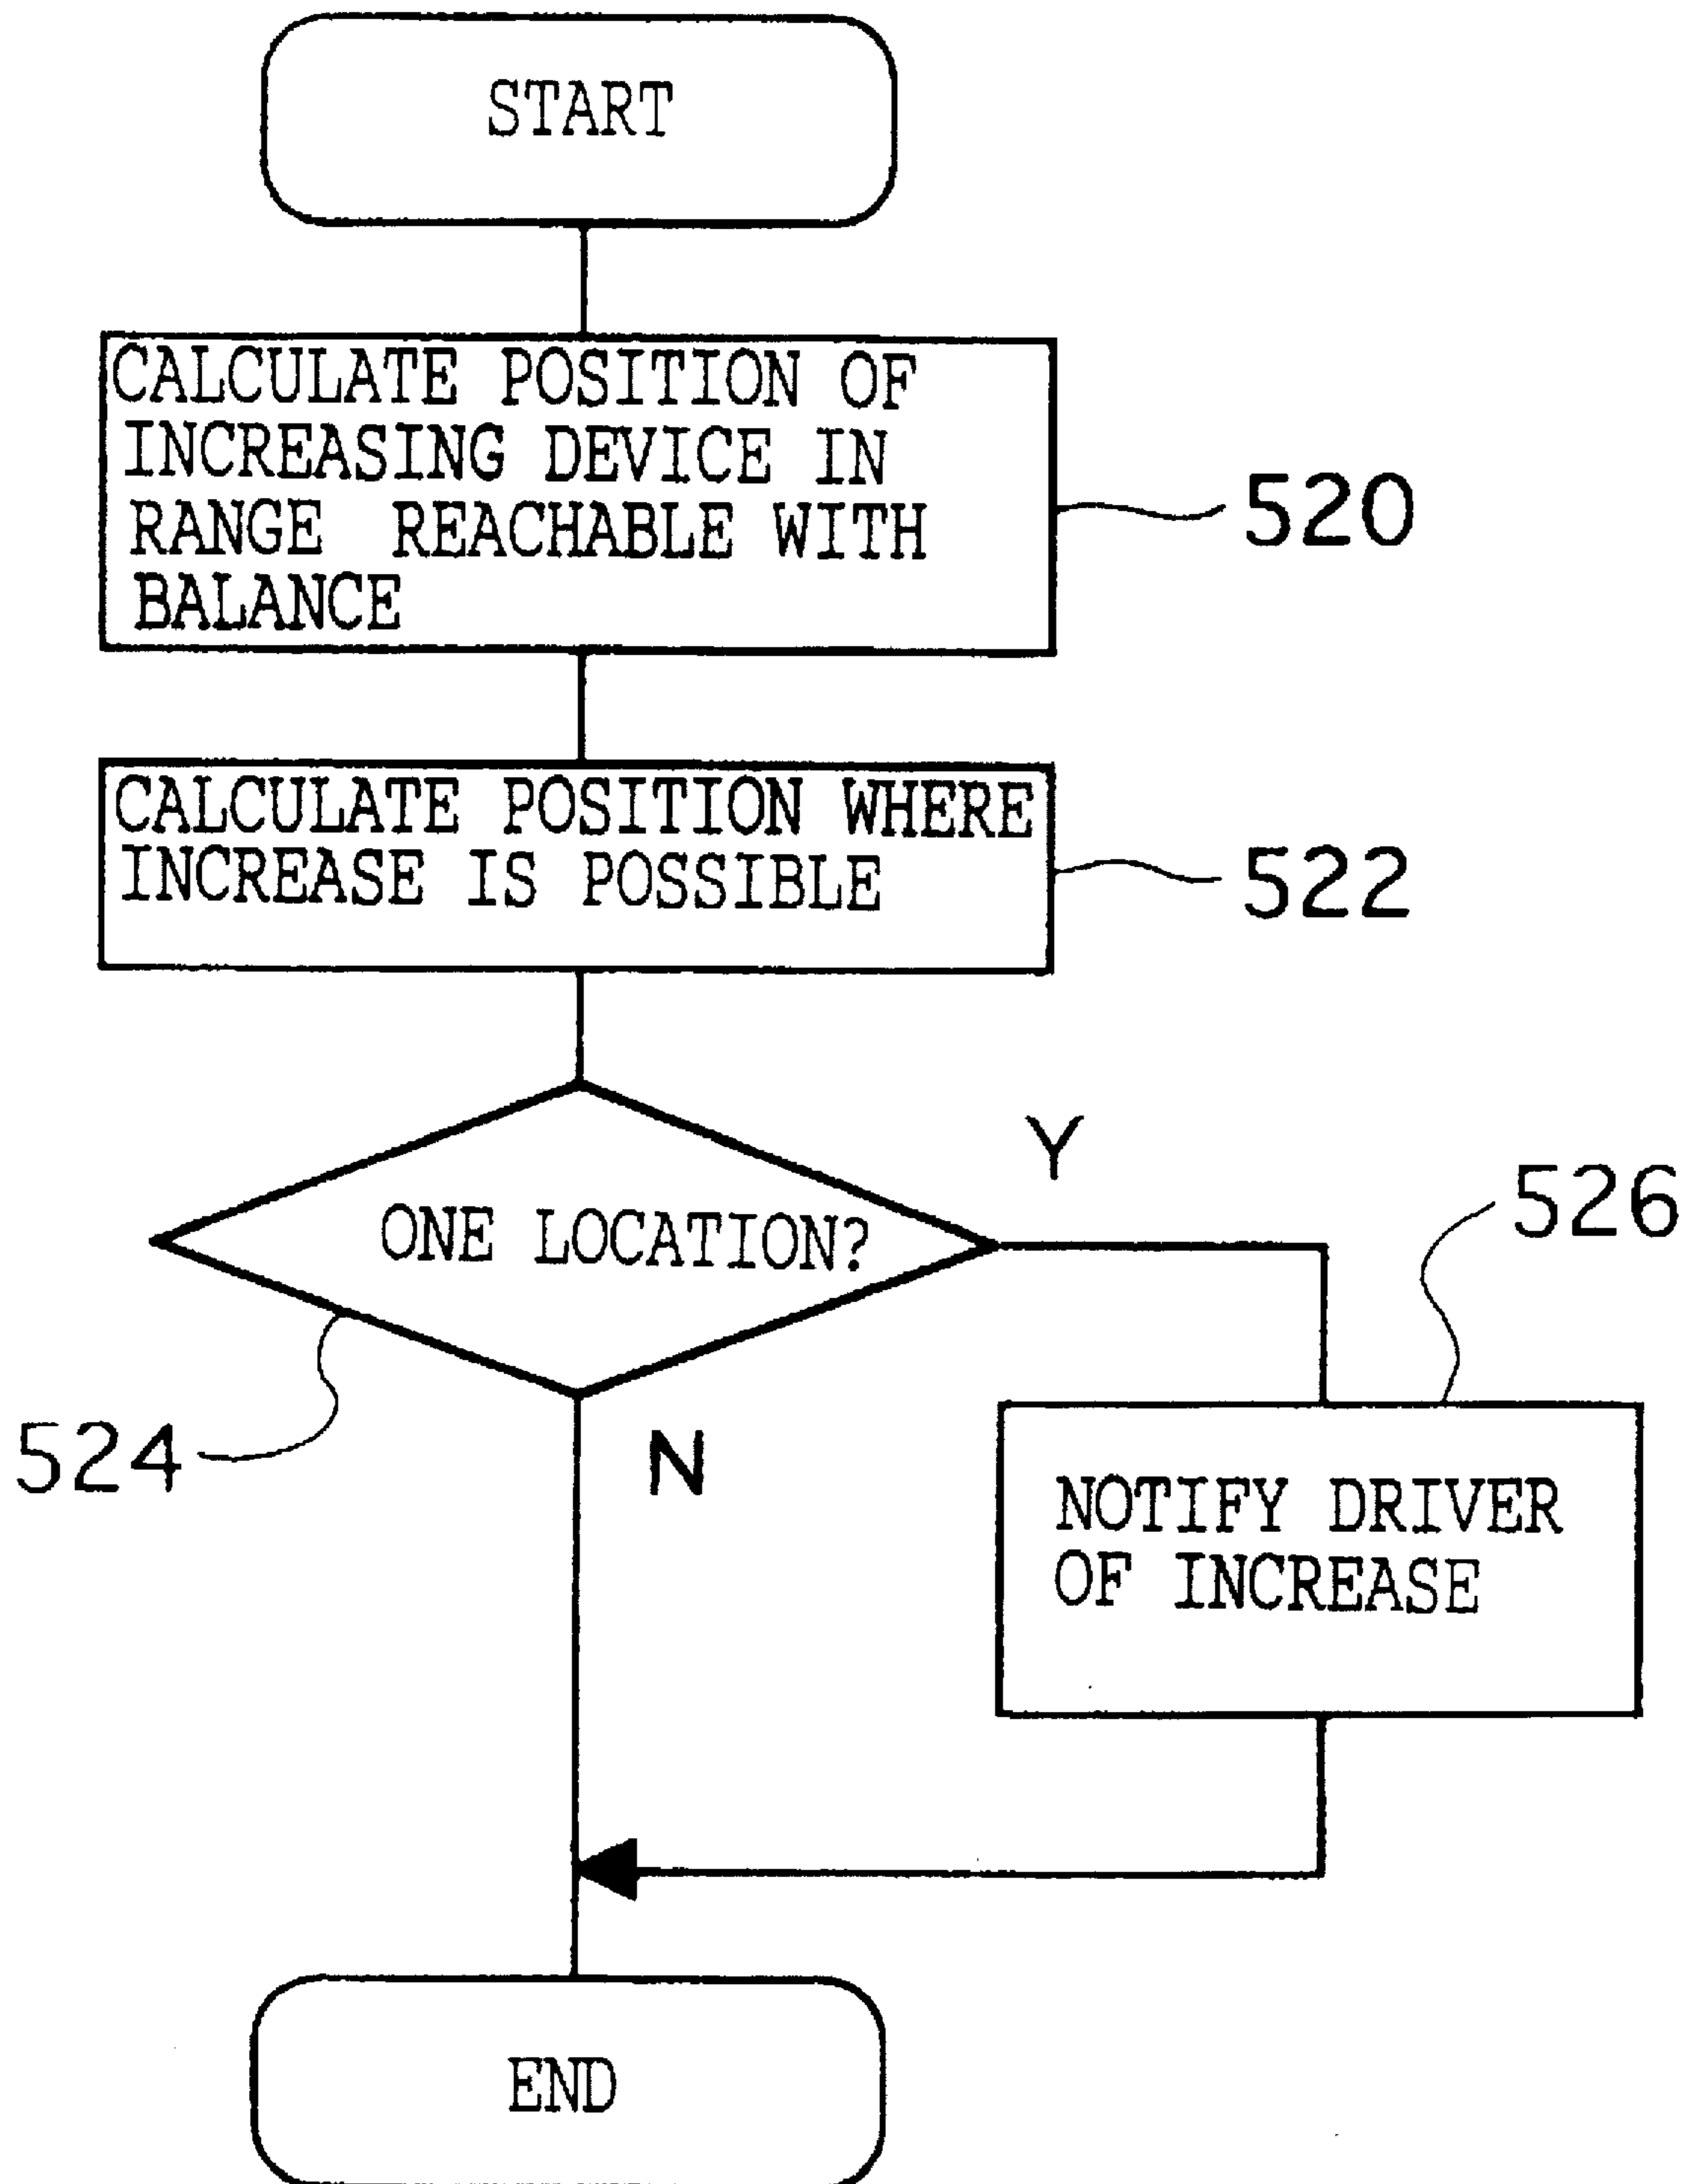 START
CALCULATE POSITION OF
INCREASING DEVICE IN
RANGE REACHABLE WITH
BALANCE
520
CALCULATE POSITION WHERE
INCREASE IS POSSIBLE
522
ONE LOCATION?
Y
526
524
N
NOTIFY DRIVER
OF INCREASE
END